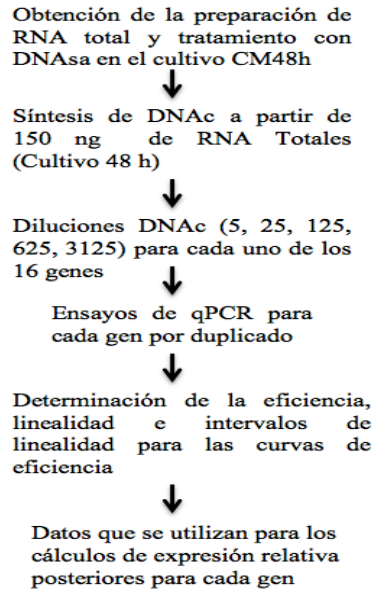 Obtención de la preparación de
RNA total y tratamiento con
DNAsa en el cultivo CM48h
Síntesis de DNAc a partir de
150 ng de RNA Totales
(Cultivo 48 h)
Diluciones DNAc (5, 25, 125,
625, 3125) para cada uno de los
16 genes
Ensayos de qPCR para
cada gen por duplicado
Determinación de la eficiencia,
linealidad e intervalos de
linealidad para las curvas de
eficiencia
Datos que se utilizan para los
cálculos de expresión relativa
posteriores para cada gen